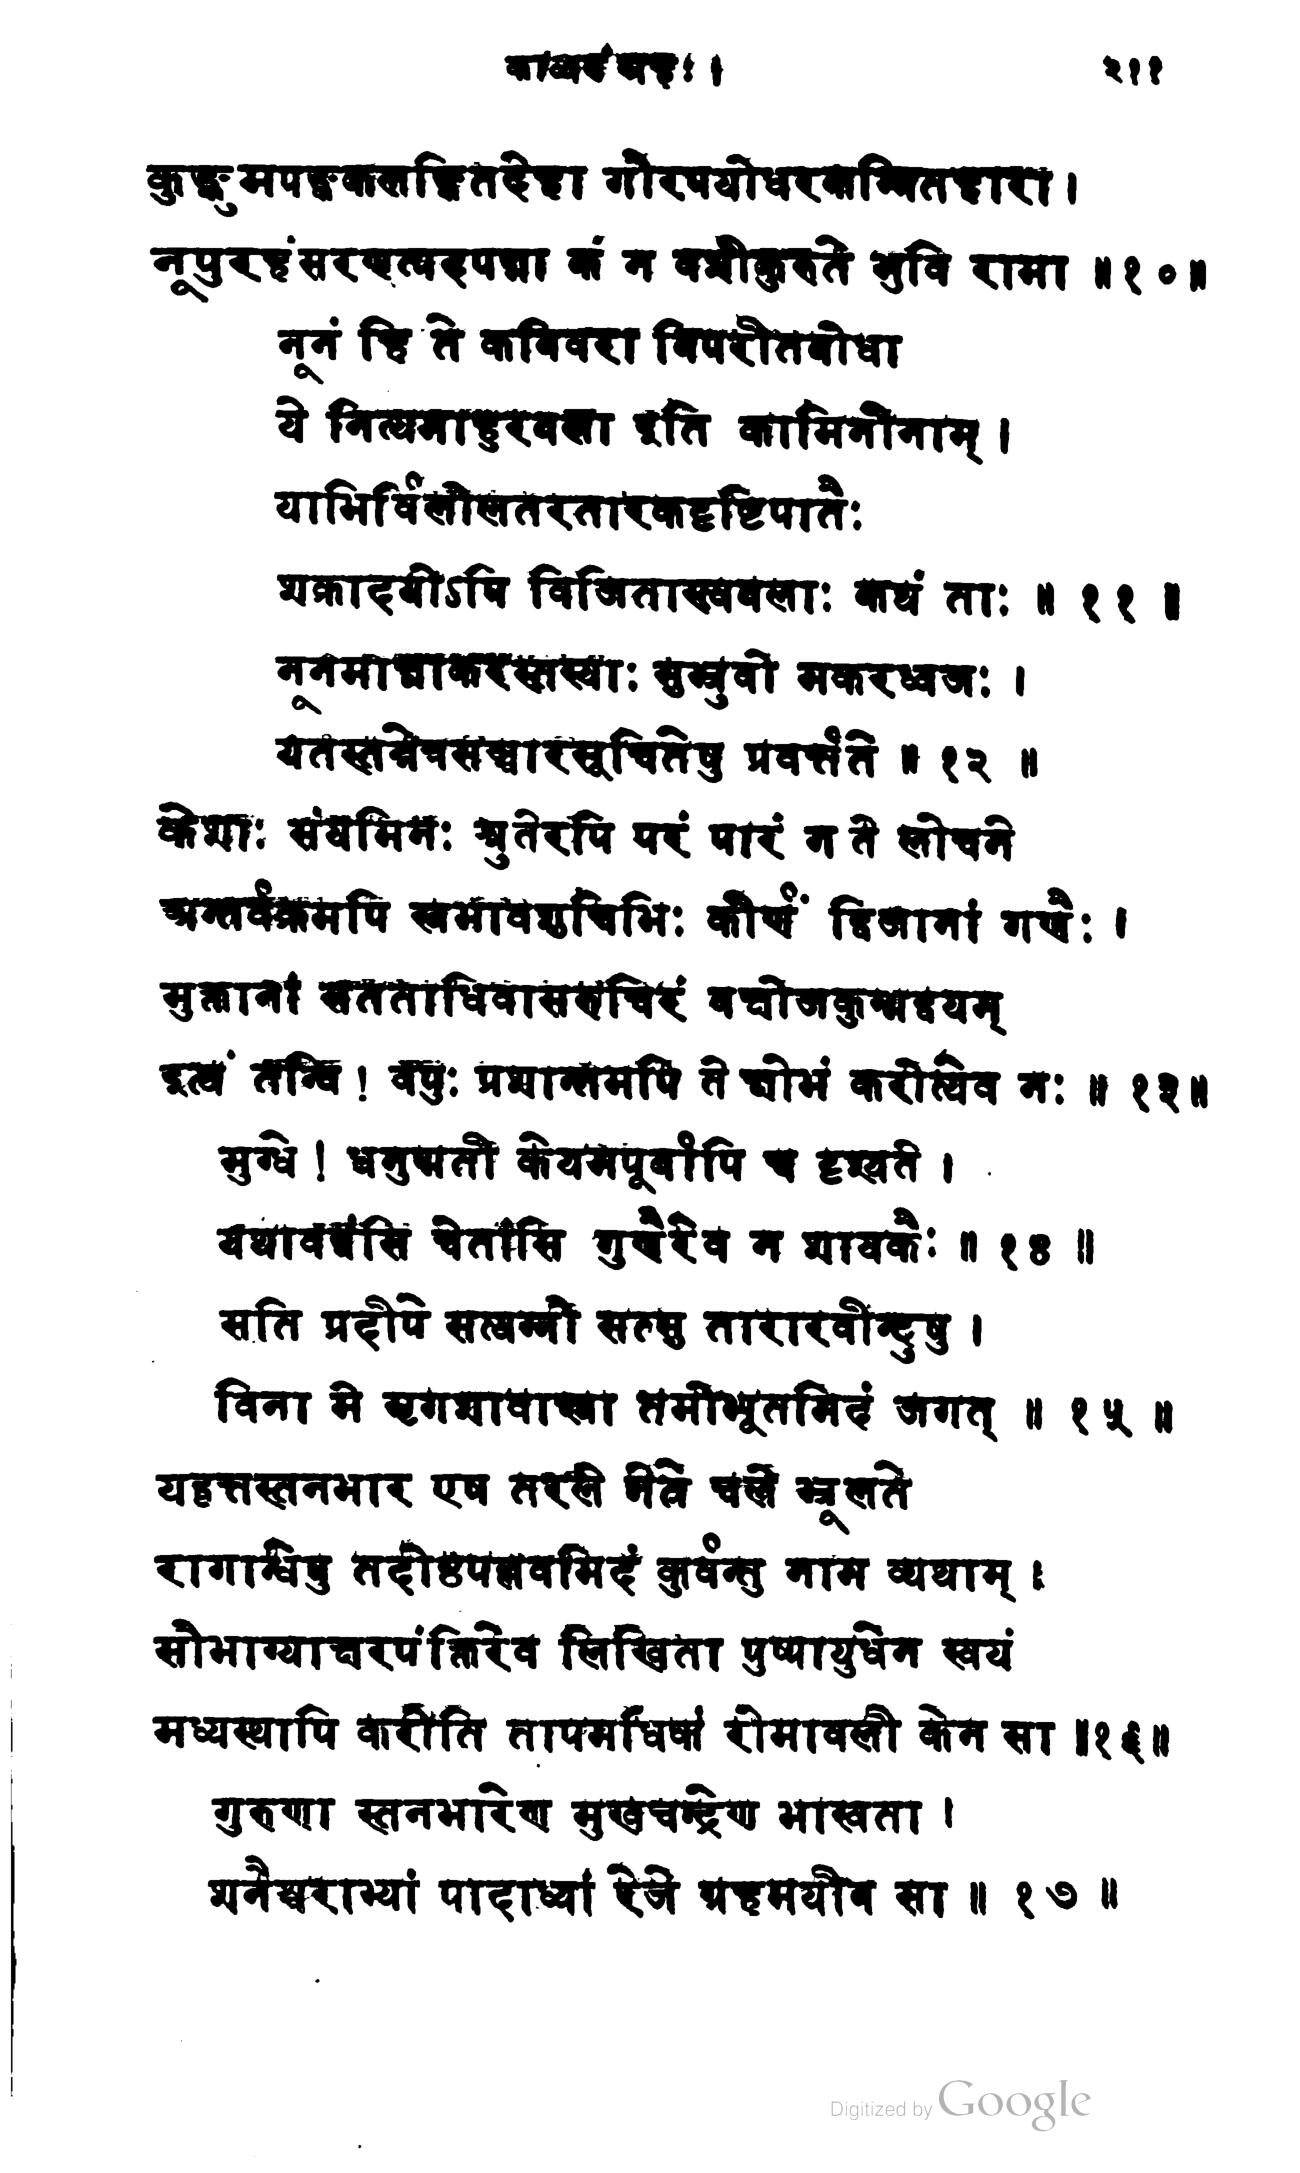 काव्यसंग्रहः। २११
कुङ्कुमपङ्ककलङ्कितदेहा गौरपयोधरकम्पितहारा।
नूपुरहंसरणत्पदपद्मा कं न वशीकुरुते भुवि रामा॥१०॥
नूनं हि ते कविवरा विपरीतबोधा
ये नित्यमाहुरबला इति कामिनीनाम्।
याभिर्विलोलतरतारकदृष्टिपातैः
शक्रादयोऽपि विजितास्त्वबलाः कथं ताः॥ ११॥
नूनमाज्ञाकरस्तस्याः सुभ्रुवो मकरध्वजः।
यतस्तन्नेत्रसञ्चारसूचितेषु प्रवर्त्तते॥ १२॥
केशाः संयमिनः श्रुतेरपि परं पारं न ते लोचने
अन्तर्वक्त्रमपि स्वभावशुचिभिः कीर्णं द्विजानां गणैः।
मुक्तानां सतताधिवासरुचिरं वक्षोजकुम्भद्वयम्
इत्थं तन्वि! वपुः प्रशान्तमपि ते क्षोभं करोत्येव नः॥ १३॥
मुग्धे! धनुष्मती केयमपूर्वापि च दृश्यते।
यथावध्नंसि चेतांसि गुणैरेव न शायकैः॥ १४॥
सति प्रदीपे सत्यग्नौ सत्सु तारारवीन्दुषु।
विना मे मृगशावाक्ष्या तमोभूतमिदं जगत्॥ १५॥
यद्वृत्तस्तनभार एष तरले नेत्रे चले भ्रूलते
रागान्धेषु तदोष्ठपल्लवमिदं कुर्वन्तु नाम व्यथाम्।
सौभाग्याक्षरपंक्तिरेव लिखिता पुष्पायुधेन स्वयं
मध्यस्थापि करोति तापमधिकं रोमावली केन सा॥१६॥
गुरुणा स्तनभारेण मुखचन्द्रेण भास्वता।
शनैश्चराभ्यां पादाभ्यां रेजे ग्रहमयीव सा॥ १७॥
Digitized by Google